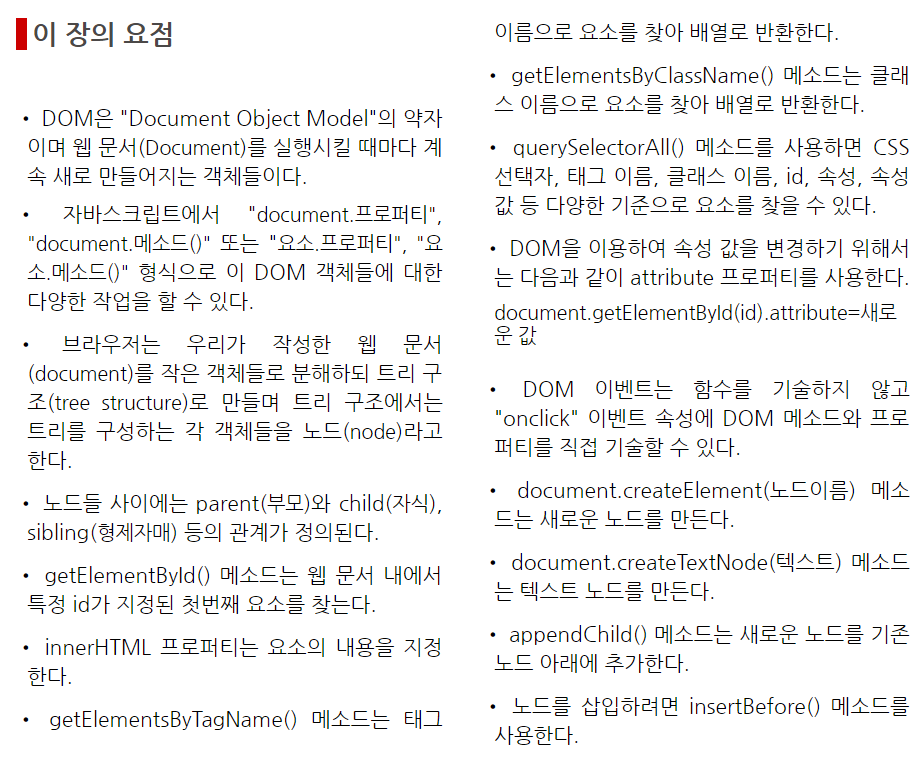 이 장의 요점
• DOM은 "Document Object Model"의 약자
이며 웹 문서(Document)를 실행시킬 때마다 계
속 새로 만들어지는 객체들이다.
• 자바스크립트에서 "document.프로퍼티",
"document.메소드()" 또는 "요소.프로퍼티", "요
소.메소드()" 형식으로 이 DOM 객체들에 대한
다양한 작업을 할 수 있다.
• 브라우저는 우리가 작성한 웹 문서
(document)를 작은 객체들로 분해하되 트리 구
조(tree structure)로 만들며 트리 구조에서는
트리를 구성하는 각 객체들을 노드(node)라고
한다.
• 노드들 사이에는 parent(부모)와 child(자식),
sibling(형제자매) 등의 관계가 정의된다.
• getElementById() 메소드는 웹 문서 내에서
특정 id가 지정된 첫번째 요소를 찾는다.
• innerHTML 프로퍼티는 요소의 내용을 지정
한다.
• getElementsByTagName() 메소드는 태그
이름으로 요소를 찾아 배열로 반환한다.
• getElementsByClassName() 메소드는 클래
스 이름으로 요소를 찾아 배열로 반환한다.
• querySelectorAll() 메소드를 사용하면 CSS
선택자, 태그 이름, 클래스 이름, id, 속성, 속성
값 등 다양한 기준으로 요소를 찾을 수 있다.
• DOM을 이용하여 속성 값을 변경하기 위해서
는 다음과 같이 attribute 프로퍼티를 사용한다.
document.getElementById(id).attribute=새로
운 값
• DOM 이벤트는 함수를 기술하지 않고
"onclick" 이벤트 속성에 DOM 메소드와 프로
퍼티를 직접 기술할 수 있다.
• document.createElement(노드이름) 메소
드는 새로운 노드를 만든다.
• document.createTextNode(텍스트) 메소드
는 텍스트 노드를 만든다.
• appendChild() 메소드는 새로운 노드를 기존
노드 아래에 추가한다.
• 노드를 삽입하려면 insertBefore() 메소드를
사용한다.